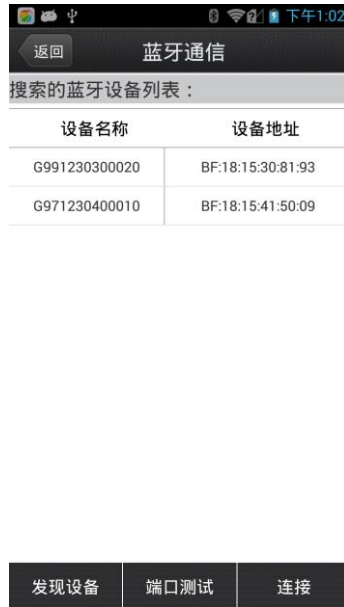 下午1:02
返回
蓝牙通信
搜索的蓝牙设备列表：
设备名称 设备地址
G991230300020 BF:18:15:30:81:93
G971230400010 BF:18:15:41:50:09
发现设备 端口测试 连接